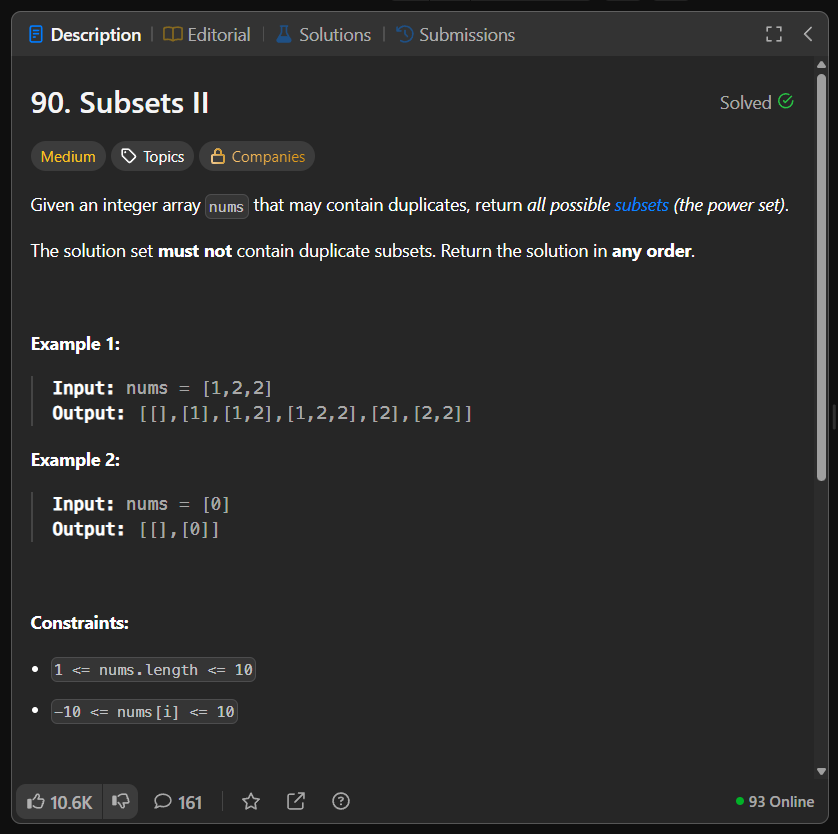 Description | Editorial | Solutions | Submissions
90. Subsets II
Solved
Medium Topics Companies
Given an integer array nums that may contain duplicates, return all possible subsets (the power set).
The solution set must not contain duplicate subsets. Return the solution in any order.
Example 1:
Input: nums = [1,2,2]
Output: [[],[1],[1,2],[1,2,2],[2],[2,2]]
Example 2:
Input: nums = [0]
Output: [[],[0]]
Constraints:
• 1 <= nums.length <= 10
• -10 <= nums[i] <= 10
10.6K 161 93 Online